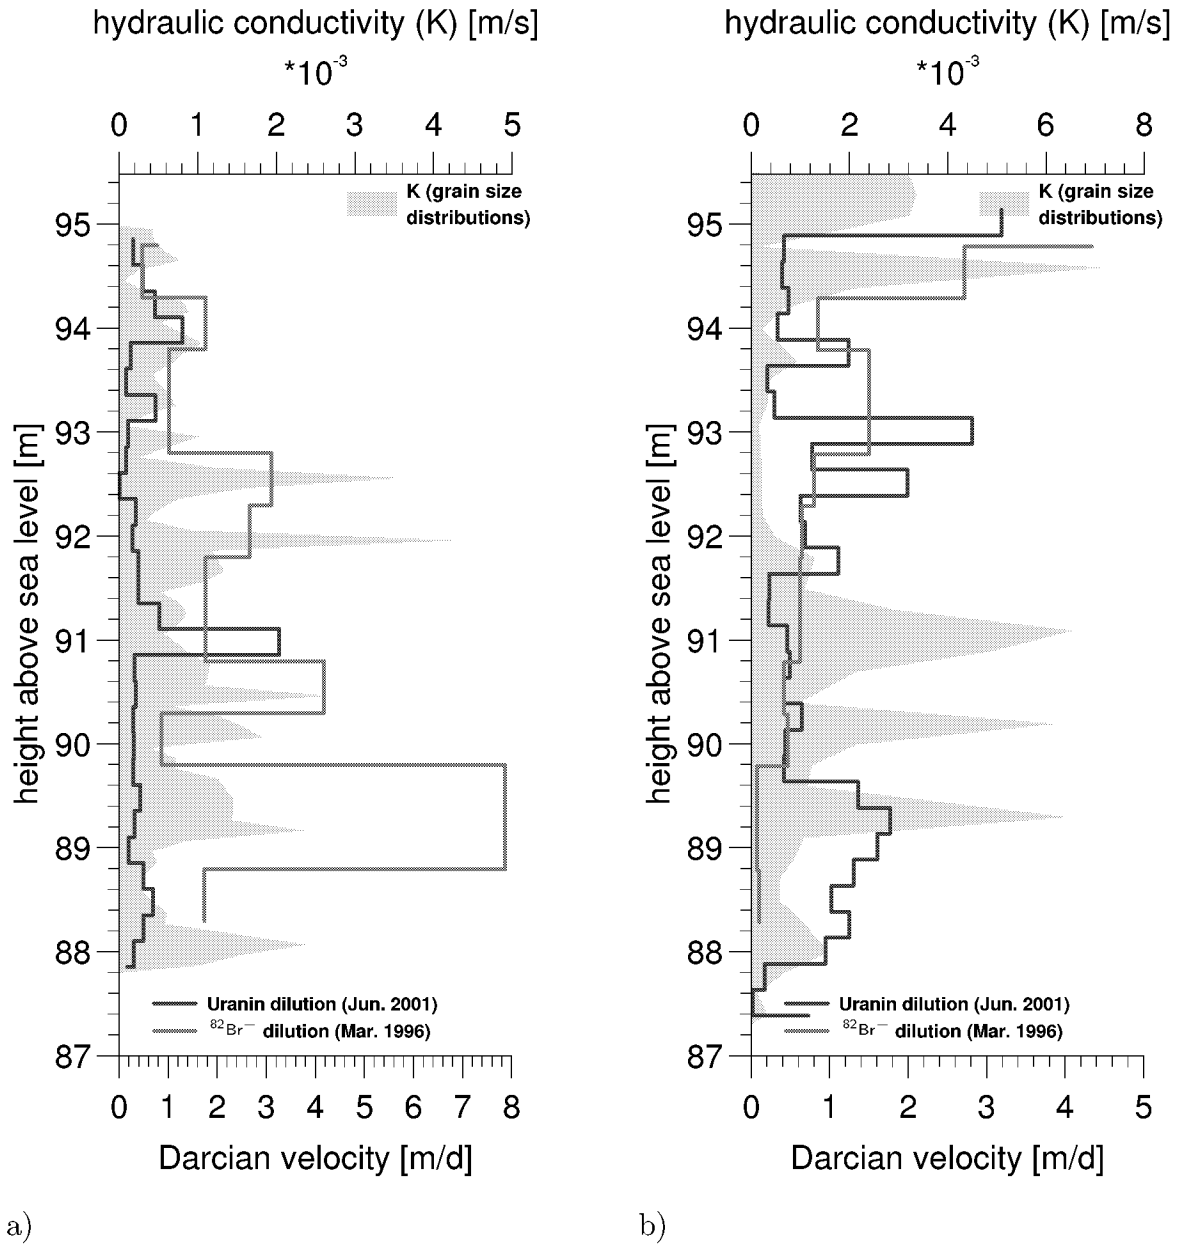 hydraulic conductivity (K) [m/s]
*10-3
0 1 2 3 4 5
K (grain size
distributions)
95
94
93
92
91
90
89
88
87
height above sea level [m]
Uranin dilution (Jun. 2001)
82Br− dilution (Mar. 1996)
0 1 2 3 4 5 6 7 8
Darcian velocity [m/d]
a)
hydraulic conductivity (K) [m/s]
*10-3
0 2 4 6 8
K (grain size
distributions)
95
94
93
92
91
90
89
88
87
height above sea level [m]
Uranin dilution (Jun. 2001)
82Br− dilution (Mar. 1996)
0 1 2 3 4 5
Darcian velocity [m/d]
b)